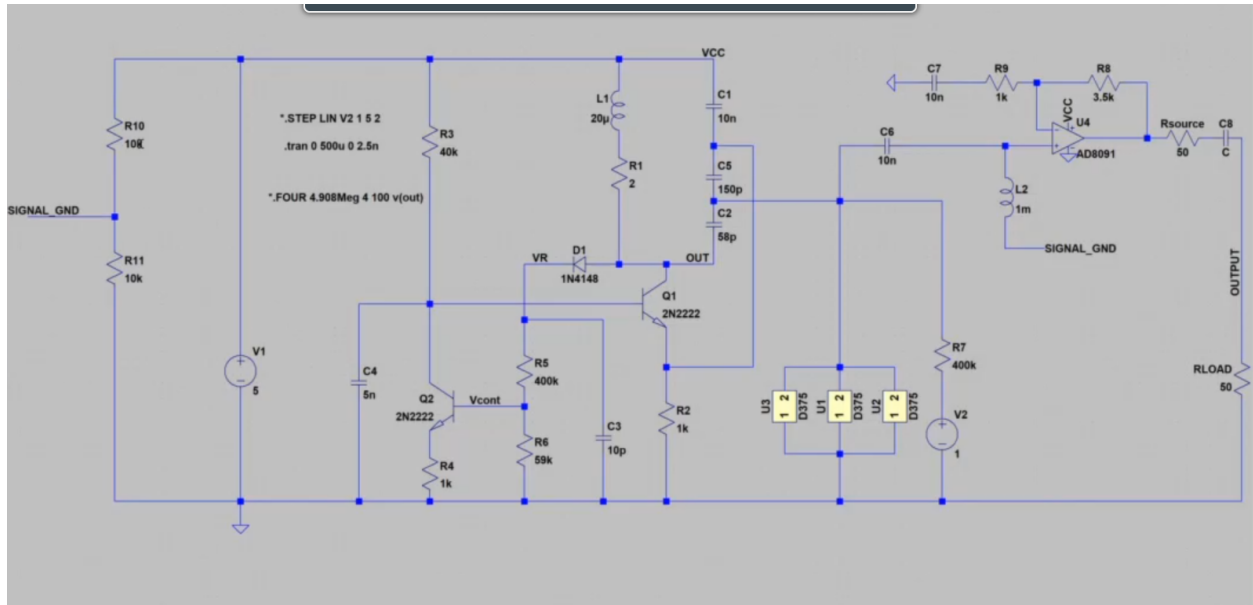 VCC
C7
10n
R9
1k
R8
3.5k
C1
10n
L1
20µ
R10
10k
*.STEP LIN V2 1 5 2
.tran 0 500u 0 2.5n
R3
40k
VCC
U4
AD8091
Rsource
50
C8
C
C6
10n
R1
2
C5
150p
*.FOUR 4.908Meg 4 100 v(out)
L2
1m
SIGNAL_GND
C2
58p
SIGNAL_GND
R11
10k
VR
D1
1N4148
OUT
OUTPUT
Q1
2N2222
V1
5
C4
5n
R5
400k
R7
400k
RLOAD
50
Q2
2N2222
Vcont
U3
1 2
D375
U1
1 2
D375
U2
1 2
D375
R2
1k
C3
10p
V2
1
R6
59k
R4
1k